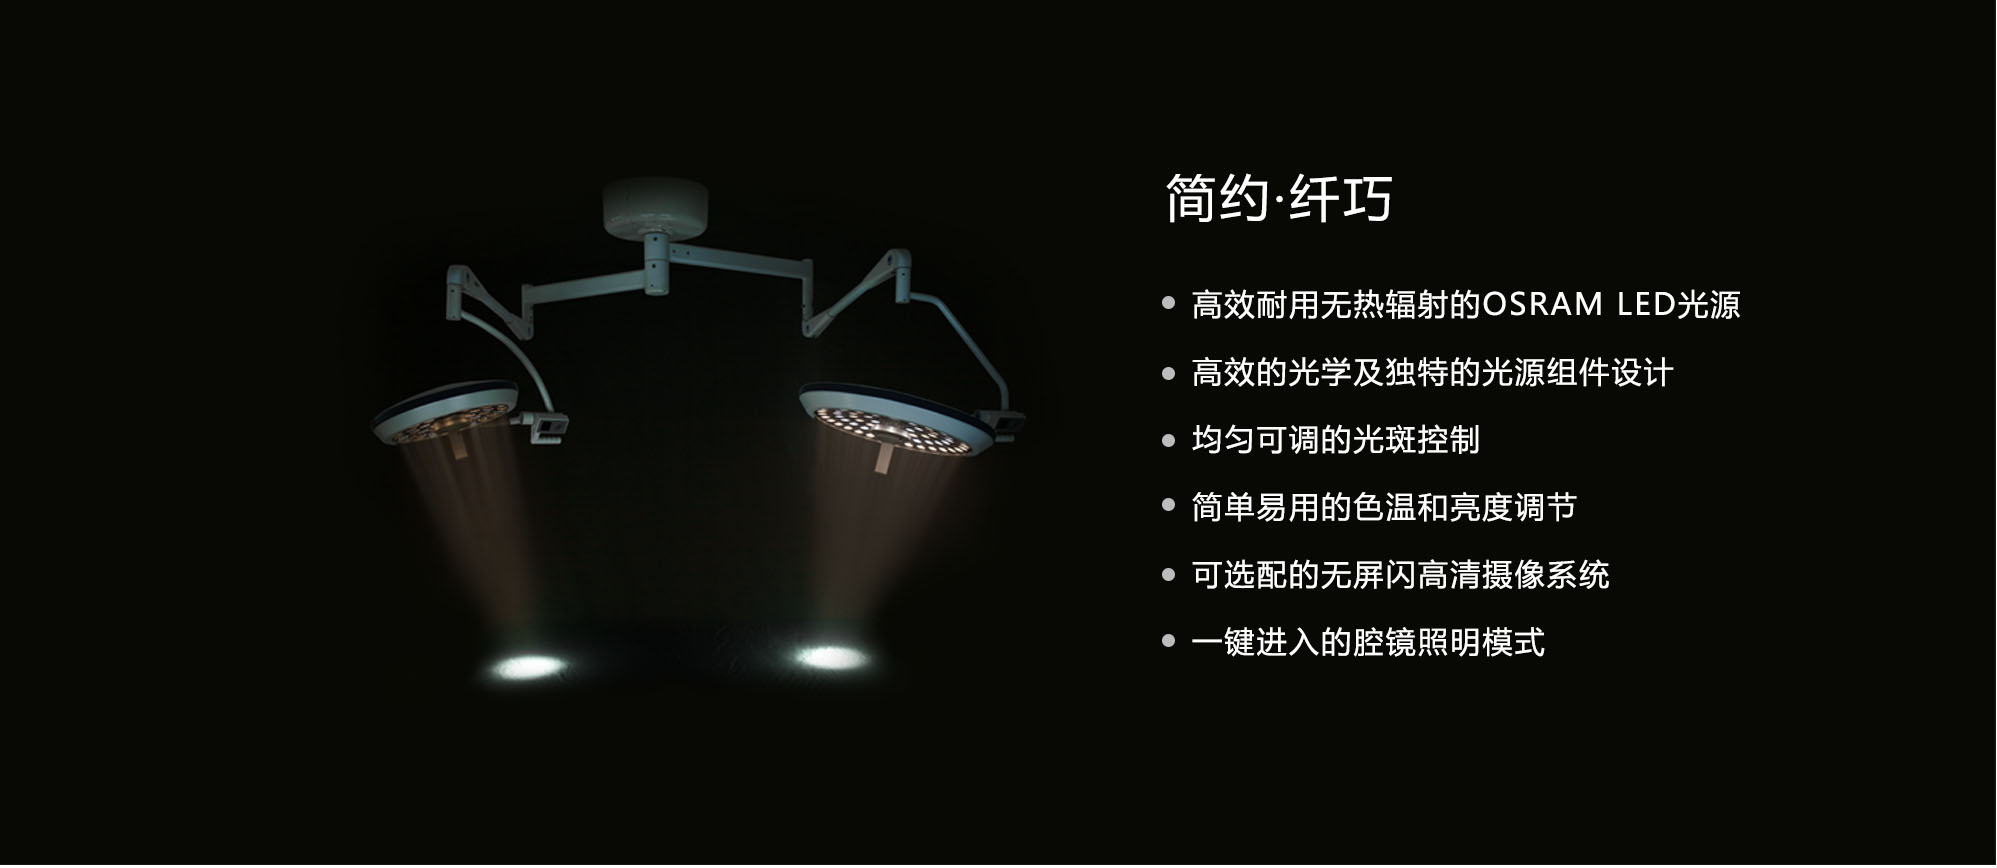 简约·纤巧
高效耐用无热辐射的OSRAM LED光源
高效的光学及独特的光源组件设计
均匀可调的光斑控制
简单易用的色温和亮度调节
可选配的无屏闪高清摄像系统
一键进入的腔镜照明模式